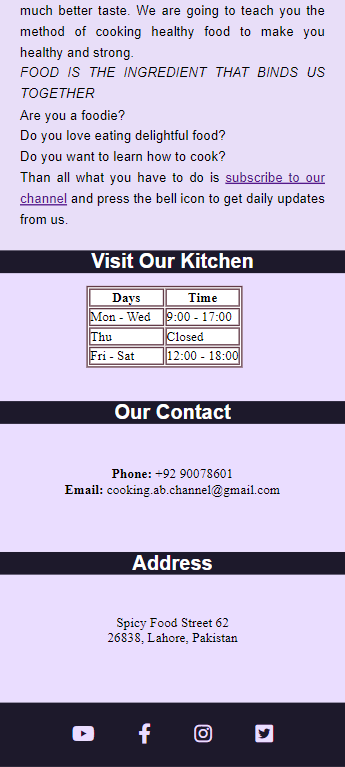 much better taste. We are going to teach you the
method of cooking healthy food to make you
healthy and strong.
FOOD IS THE INGREDIENT THAT BINDS US
TOGETHER
Are you a foodie?
Do you love eating delightful food?
Do you want to learn how to cook?
Than all what you have to do is subscribe to our
channel and press the bell icon to get daily updates
from us.
Visit Our Kitchen
Days Time
Mon - Wed 9:00 - 17:00
Thu Closed
Fri - Sat 12:00 - 18:00
Our Contact
Phone: +92 90078601
Email: cooking.ab.channel@gmail.com
Address
Spicy Food Street 62
26838, Lahore, Pakistan